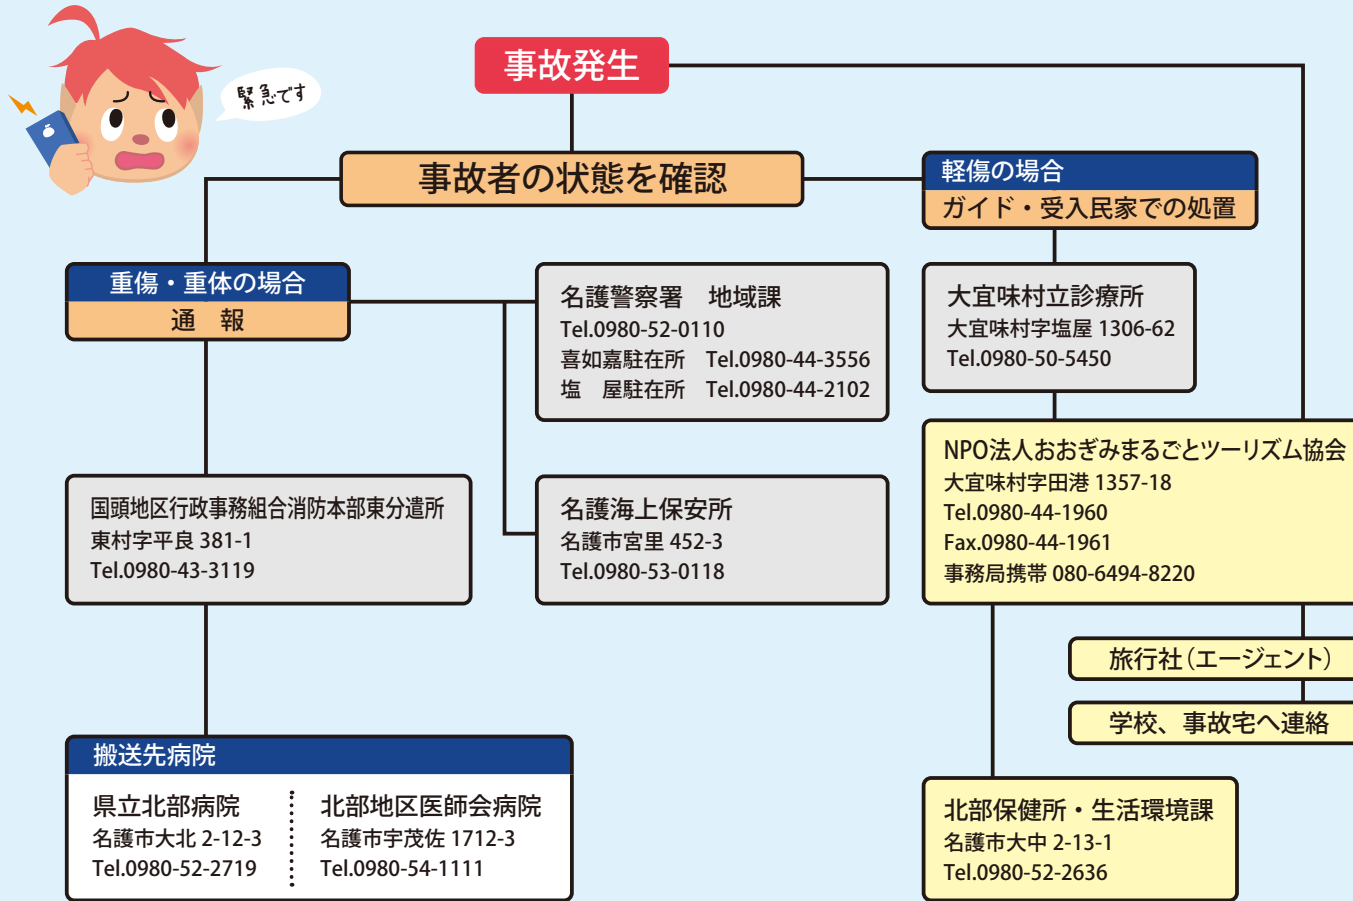 緊急です
事故発生
事故者の状態を確認
軽傷の場合
ガイド・受入民家での処置
重傷・重体の場合
通　報
名護警察署　地域課
Tel.0980-52-0110
喜如嘉駐在所　Tel.0980-44-3556
塩　屋駐在所　Tel.0980-44-2102
大宜味村立診療所
大宜味村字塩屋 1306-62
Tel.0980-50-5450
国頭地区行政事務組合消防本部東分遣所
東村字平良 381-1
Tel.0980-43-3119
名護海上保安所
名護市宮里 452-3
Tel.0980-53-0118
NPO法人おおぎみまるごとツーリズム協会
大宜味村字田港 1357-18
Tel.0980-44-1960
Fax.0980-44-1961
事務局携帯 080-6494-8220
旅行社（エージェント）
学校、事故宅へ連絡
搬送先病院
県立北部病院
名護市大北 2-12-3
Tel.0980-52-2719
北部地区医師会病院
名護市宇茂佐 1712-3
Tel.0980-54-1111
北部保健所・生活環境課
名護市大中 2-13-1
Tel.0980-52-2636